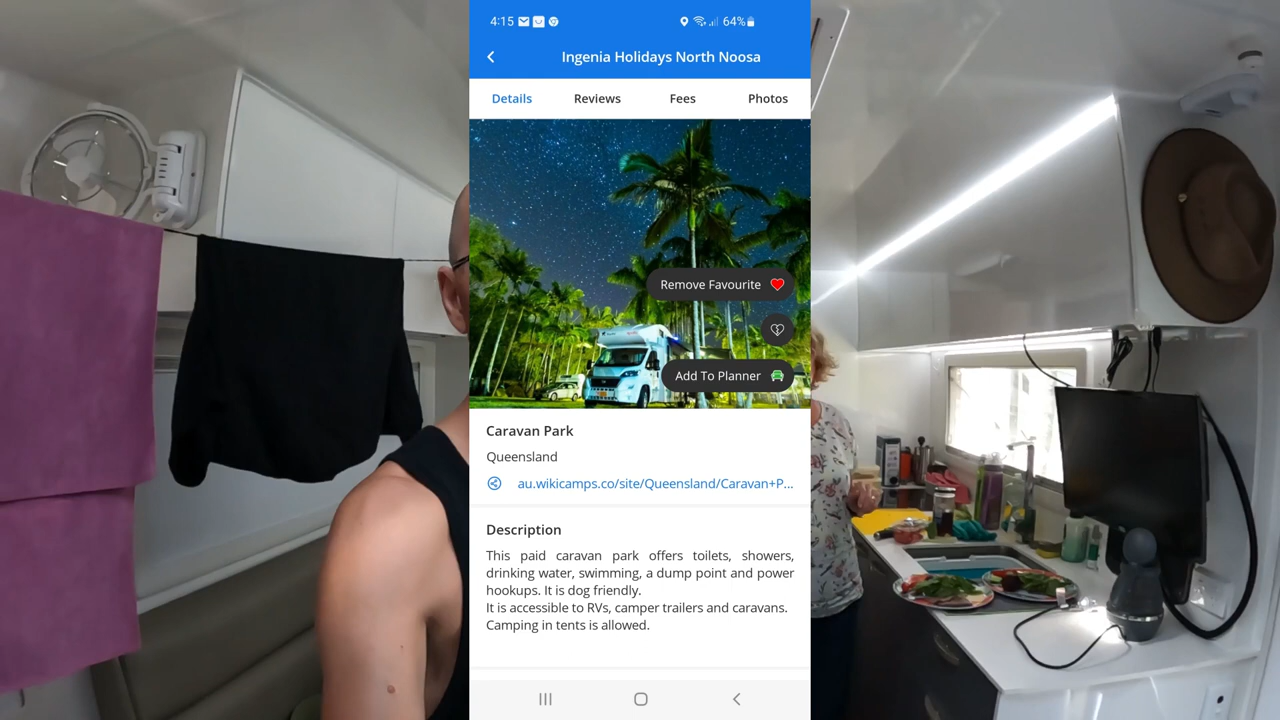 4:15
64%
Ingenia Holidays North Noosa
Details
Reviews
Fees
Photos
Remove Favourite
Add To Planner
Caravan Park
Queensland
au.wikicamps.co/site/Queensland/Caravan+P...
Description
This paid caravan park offers toilets, showers,
drinking water, swimming, a dump point and power
hookups. It is dog friendly.
It is accessible to RVs, camper trailers and caravans.
Camping in tents is allowed.